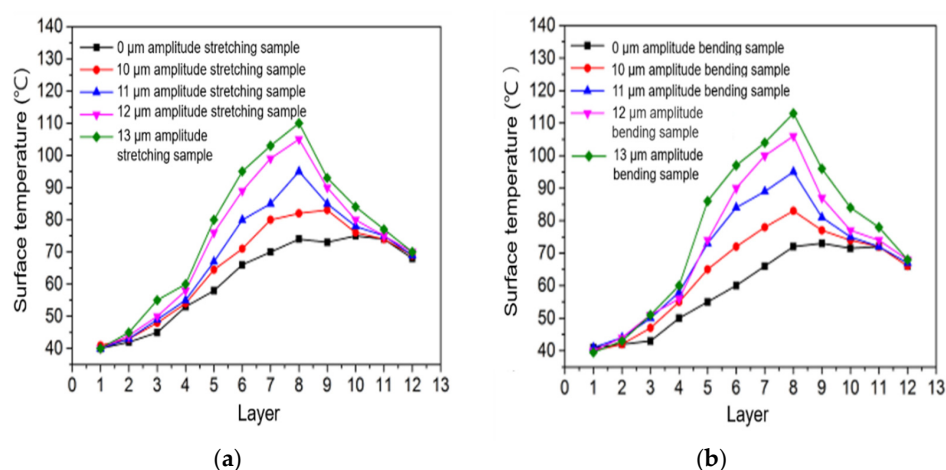 140
130
120
110
100
90
80
70
60
50
40
Surface temperature (℃)
0 μm amplitude stretching sample
10 μm amplitude stretching sample
11 μm amplitude stretching sample
12 μm amplitude stretching sample
13 μm amplitude
stretching sample
0 1 2 3 4 5 6 7 8 9 10 11 12 13
Layer
(a)
140
130
120
110
100
90
80
70
60
50
40
Surface temperature (℃)
0 μm amplitude bending sample
10 μm amplitude bending sample
11 μm amplitude bending sample
12 μm amplitude
bending sample
13 μm amplitude
bending sample
0 1 2 3 4 5 6 7 8 9 10 11 12 13
Layer
(b)